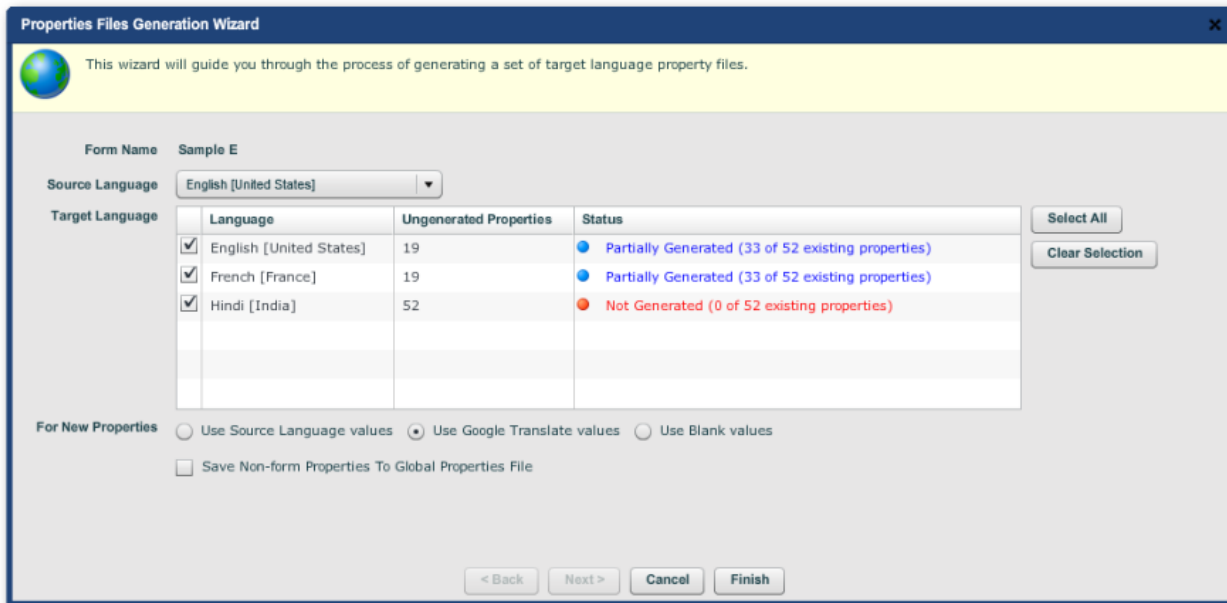 Properties Files Generation Wizard
This wizard will guide you through the process of generating a set of target language property files.
Form Name Sample E
Source Language English [United States]
Target Language Language Ungenerated Properties Status Select All
English [United States] 19 Partially Generated (33 of 52 existing properties)
Clear Selection
French [France] 19 Partially Generated (33 of 52 existing properties)
Hindi [India] 52 Not Generated (0 of 52 existing properties)
For New Properties Use Source Language values Use Google Translate values Use Blank values
Save Non-form Properties To Global Properties File
< Back Next > Cancel Finish